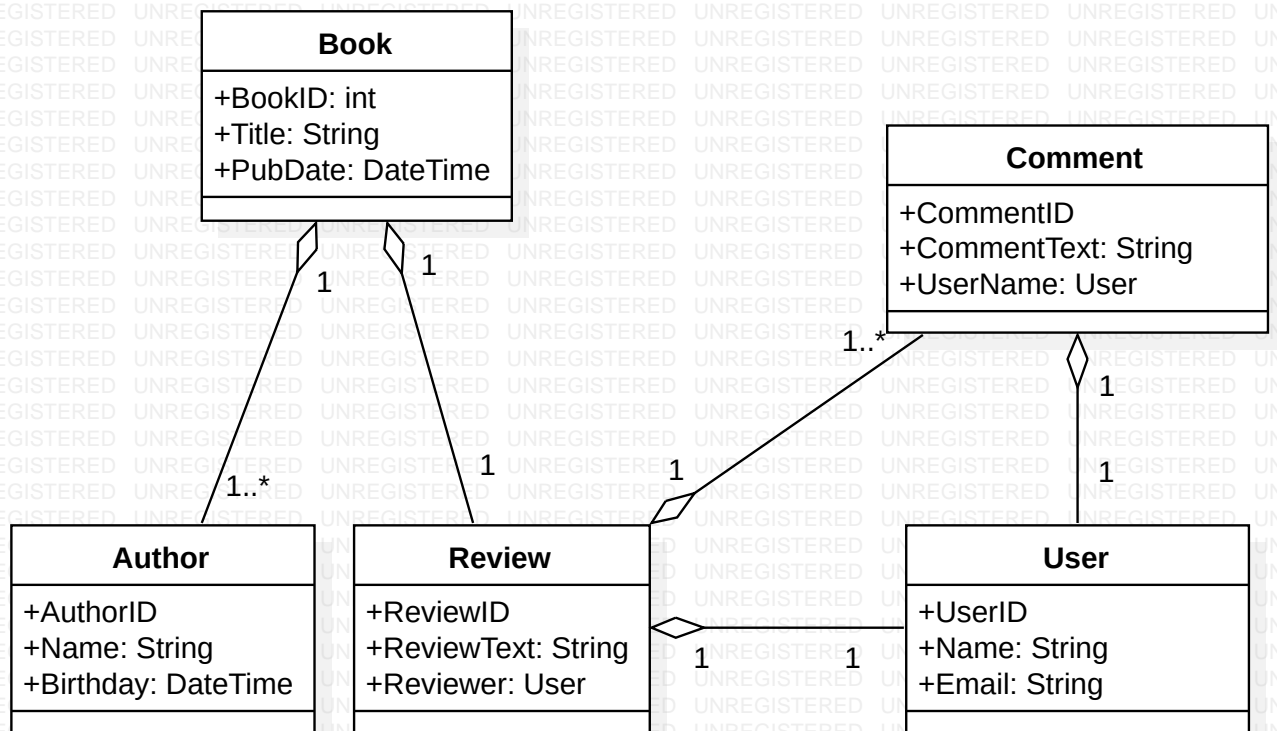 Book
+BookID: int
+Title: String
+PubDate: DateTime
Comment
+CommentID
+CommentText: String
+UserName: User
1
1
1..*
1
1..*
1
1
1
Author
+AuthorID
+Name: String
+Birthday: DateTime
Review
+ReviewID
+ReviewText: String
+Reviewer: User
1
1
User
+UserID
+Name: String
+Email: String
UNREGISTERED